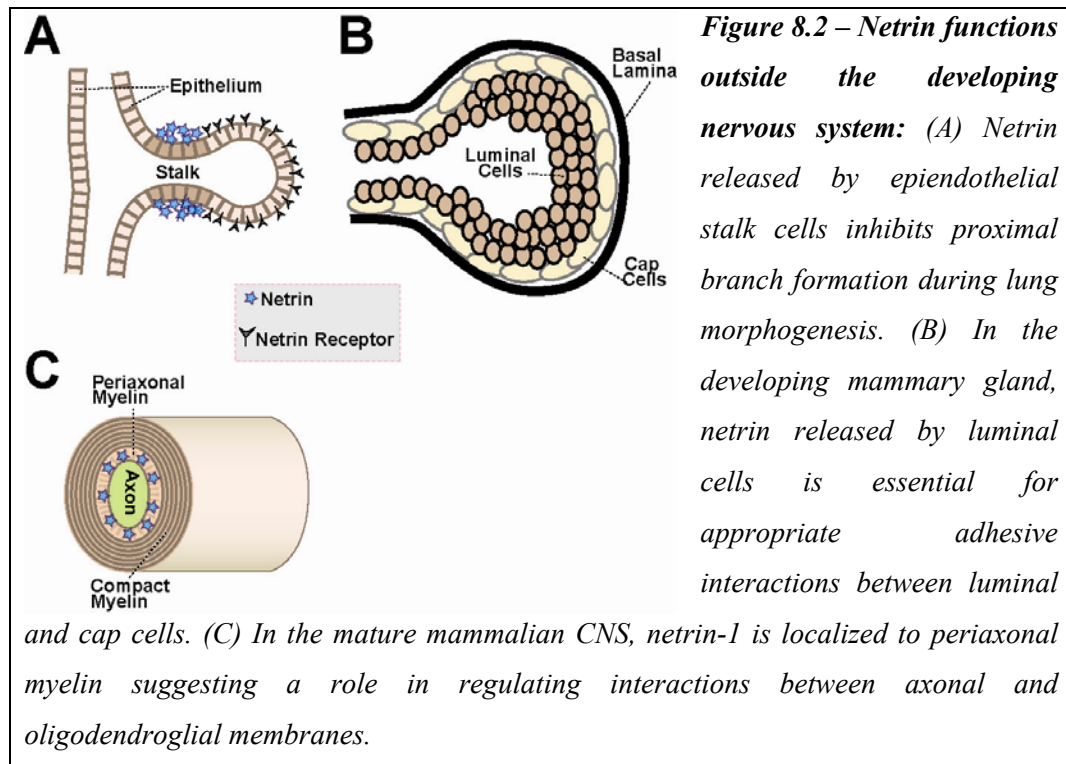 A
Epithelium
Stalk
B
Basal
Lamina
Luminal
Cells
Cap
Cells
Netrin
Netrin Receptor
C
Periaxonal
Myelin
Axon
Compact
Myelin
Figure 8.2 – Netrin functions
outside the developing
nervous system: (A) Netrin
released by epiendothelial
stalk cells inhibits proximal
branch formation during lung
morphogenesis. (B) In the
developing mammary gland,
netrin released by luminal
cells is essential for
appropriate adhesive
interactions between luminal
and cap cells. (C) In the mature mammalian CNS, netrin-1 is localized to periaxonal
myelin suggesting a role in regulating interactions between axonal and
oligodendroglial membranes.